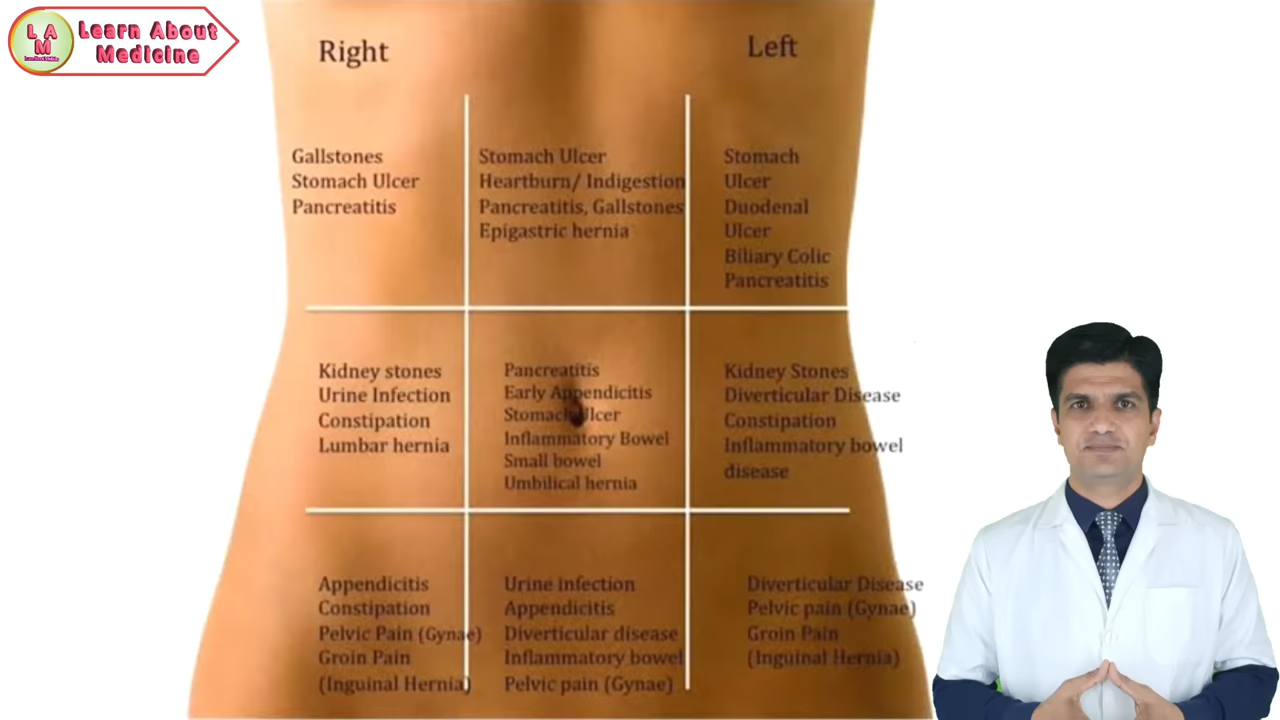 L A
M
Learn About
Medicine
Right
Left
Gallstones
Stomach Ulcer
Pancreatitis
Stomach Ulcer
Heartburn/ Indigestion
Pancreatitis, Gallstones
Epigastric hernia
Stomach
Ulcer
Duodenal
Ulcer
Biliary Colic
Pancreatitis
Kidney stones
Urine Infection
Constipation
Lumbar hernia
Pancreatitis
Early Appendicitis
Stomach Ulcer
Inflammatory Bowel
Small bowel
Umbilical hernia
Kidney Stones
Diverticular Disease
Constipation
Inflammatory bowel
disease
Appendicitis
Constipation
Pelvic Pain (Gynae)
Groin Pain
(Inguinal Hernia)
Urine infection
Appendicitis
Diverticular disease
Inflammatory bowel
Pelvic pain (Gynae)
Diverticular Disease
Pelvic pain (Gynae)
Groin Pain
(Inguinal Hernia)